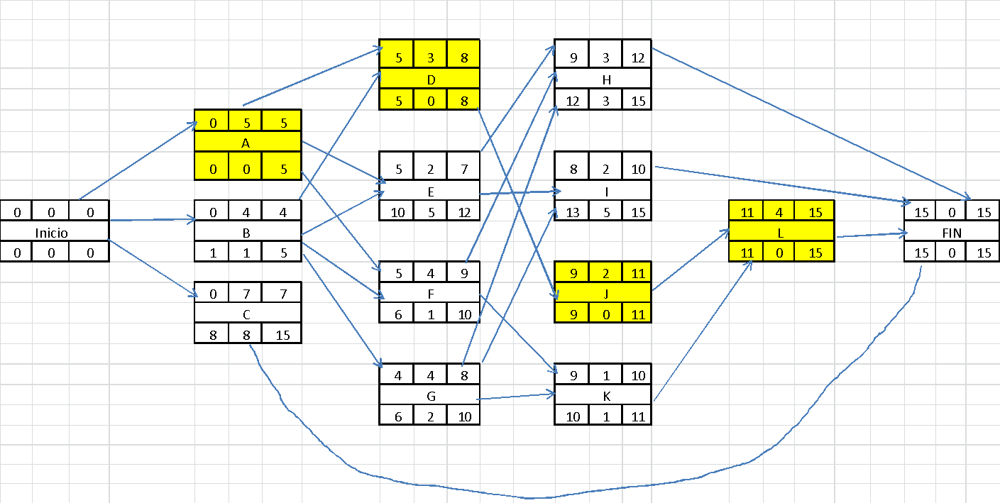 5 3 8
D
5 0 8
9 3 12
H
12 3 15
0 5 5
A
0 0 5
5 2 7
E
10 5 12
8 2 10
I
13 5 15
0 0 0
Inicio
0 0 0
0 4 4
B
1 1 5
11 4 15
L
11 0 15
15 0 15
FIN
15 0 15
0 7 7
C
8 8 15
5 4 9
F
6 1 10
9 2 11
J
9 0 11
4 4 8
G
6 2 10
9 1 10
K
10 1 11